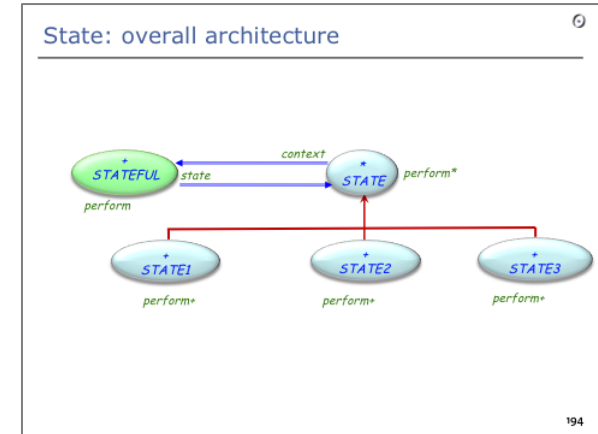 State: overall architecture
context
+
STATEFUL
state
*
STATE
perform*
perform
+
STATE1
+
STATE2
+
STATE3
perform+
perform+
perform+
194